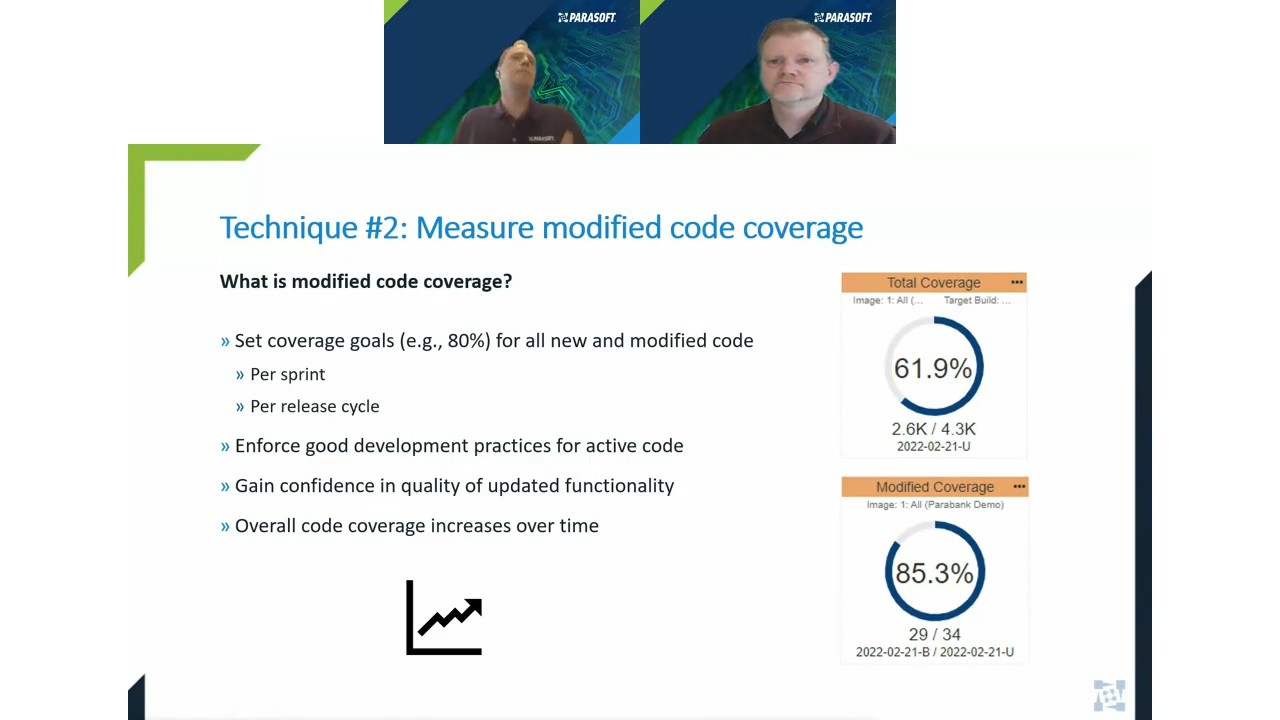 PARASOFT
PARASOFT
PARASOFT
Technique #2: Measure modified code coverage
What is modified code coverage?
» Set coverage goals (e.g., 80%) for all new and modified code
» Per sprint
» Per release cycle
» Enforce good development practices for active code
» Gain confidence in quality of updated functionality
» Overall code coverage increases over time
Total Coverage •••
Image: 1: All (... Target Build: ...
61.9%
2.6K / 4.3K
2022-02-21-U
Modified Coverage •••
Image: 1: All (Parabank Demo)
85.3%
29 / 34
2022-02-21-B / 2022-02-21-U